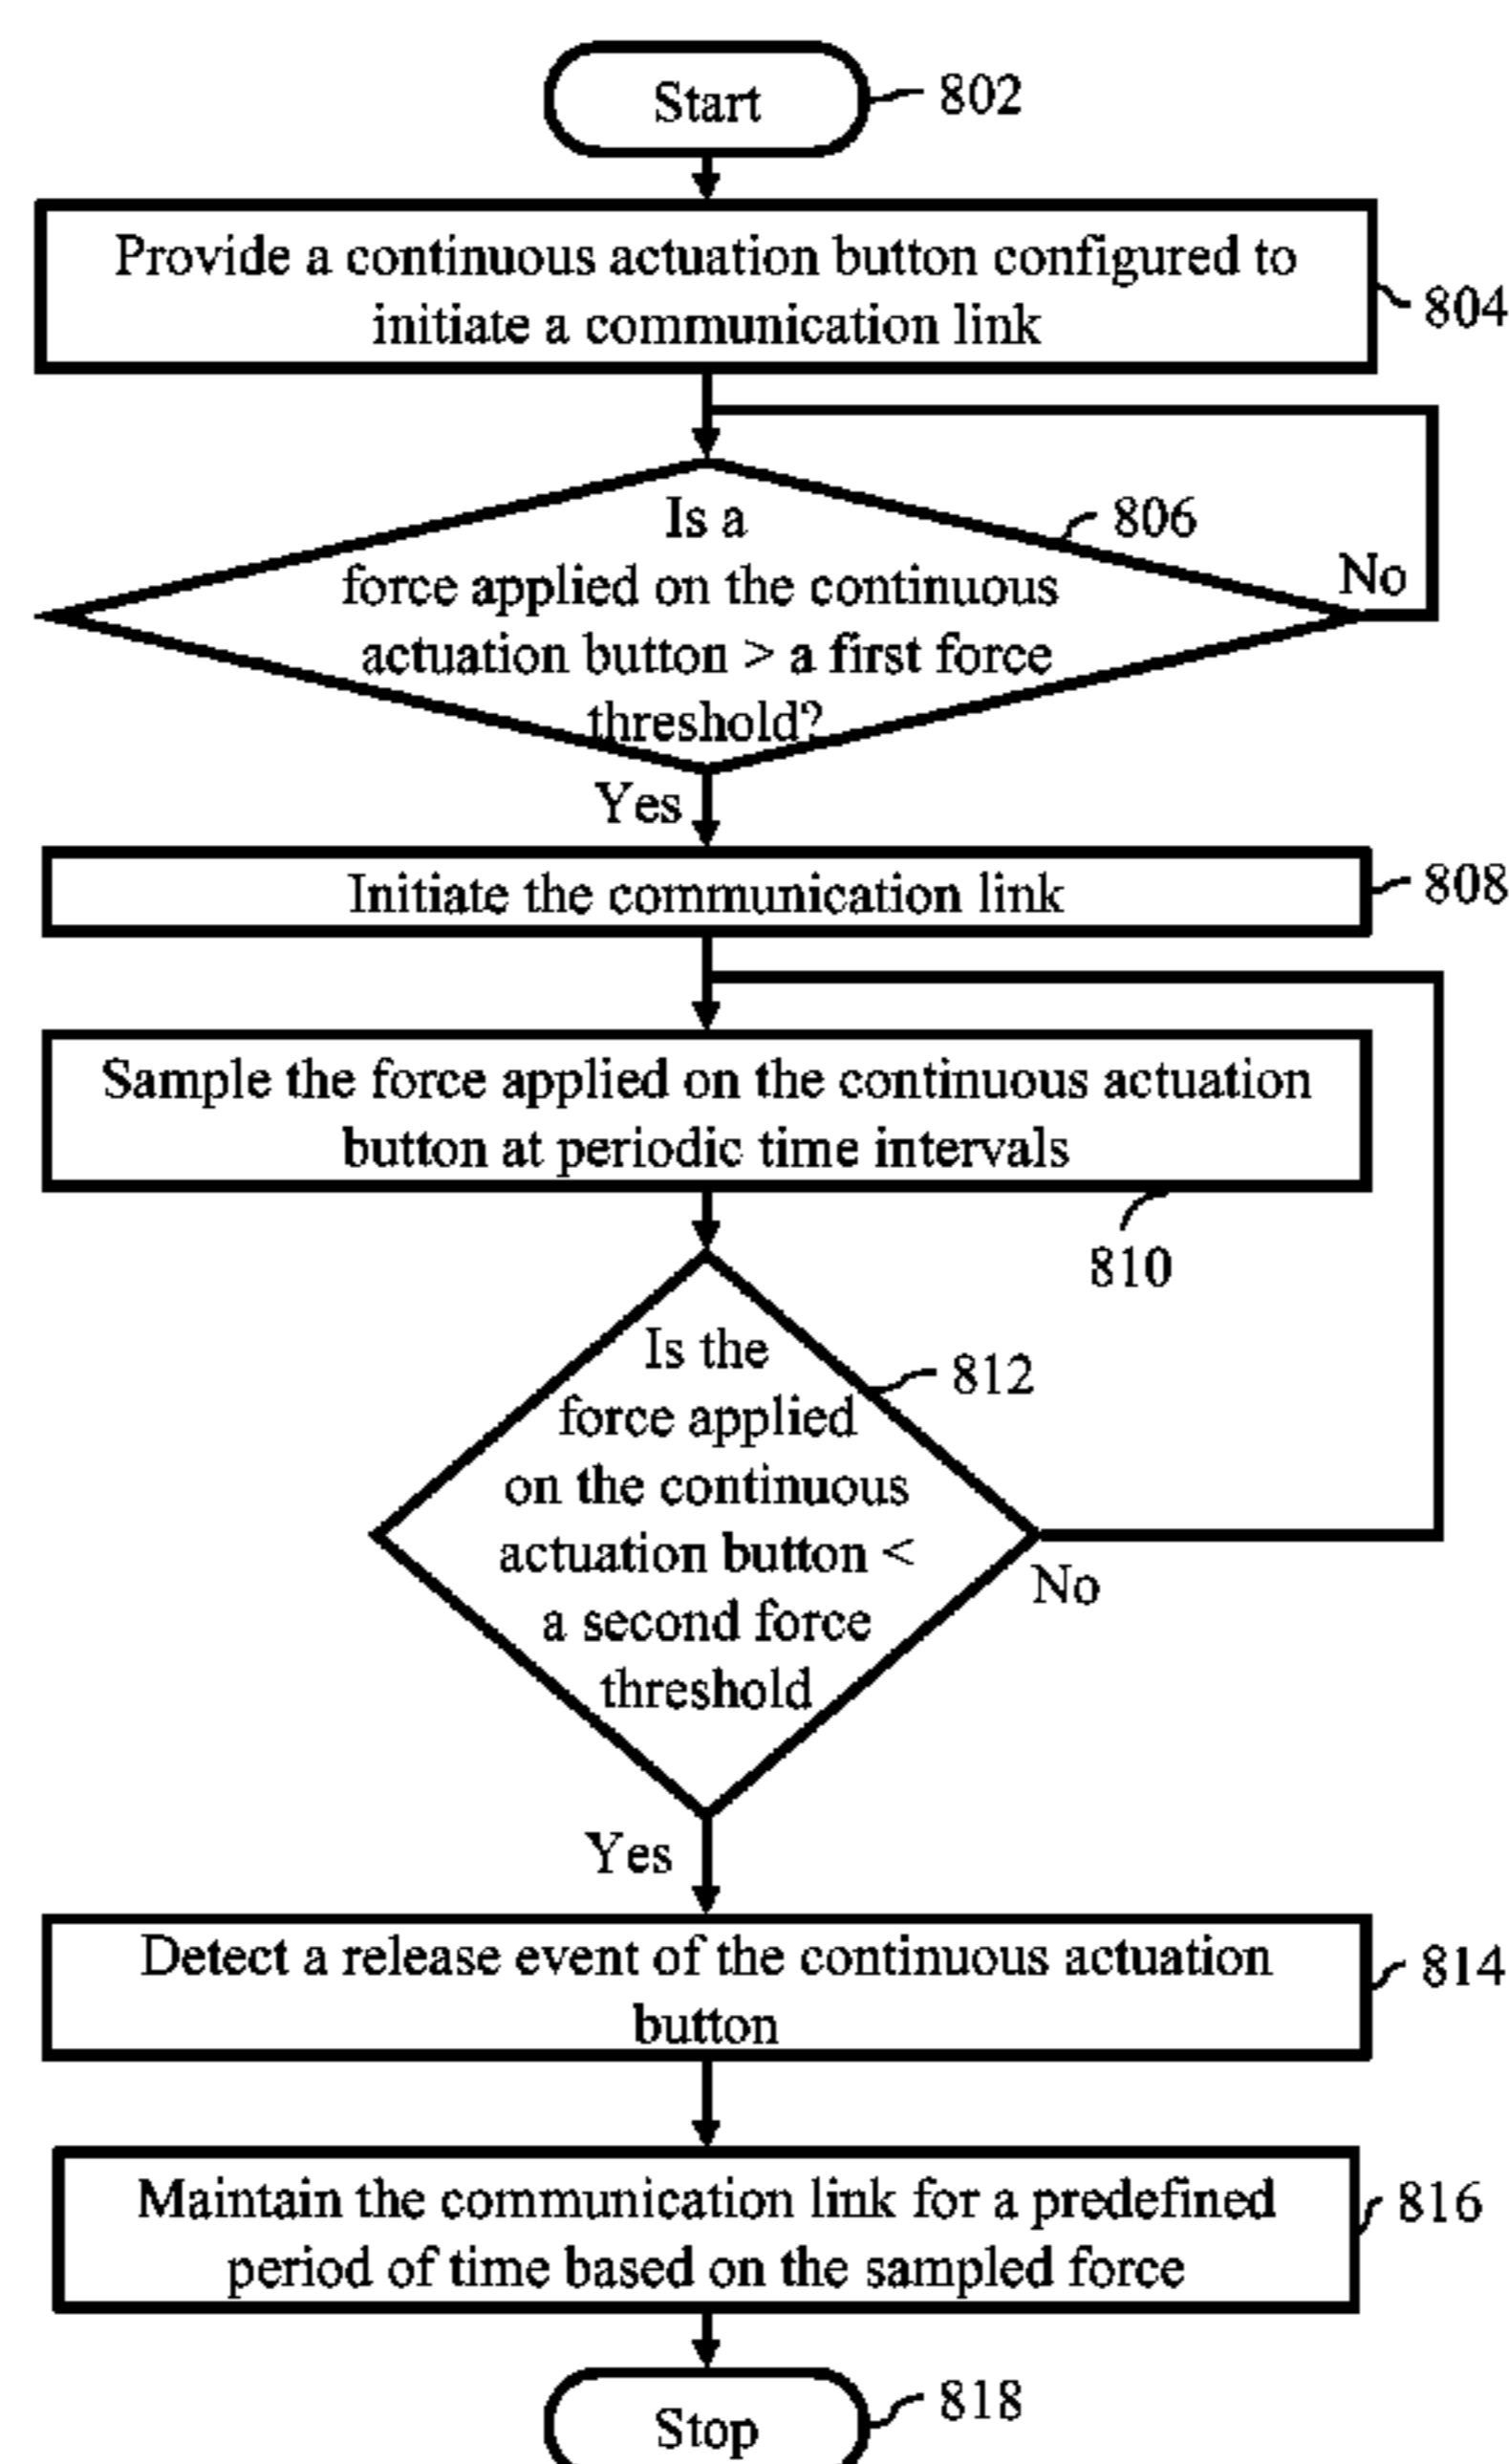 Start
802
Provide a continuous actuation button configured to
initiate a communication link
804
Is a
force applied on the continuous
actuation button > a first force
threshold?
806
No
Yes
Initiate the communication link
808
Sample the force applied on the continuous actuation
button at periodic time intervals
810
Is the
force applied
on the continuous
actuation button <
a second force
threshold
812
No
Yes
Detect a release event of the continuous actuation
button
814
Maintain the communication link for a predefined
period of time based on the sampled force
816
Stop
818